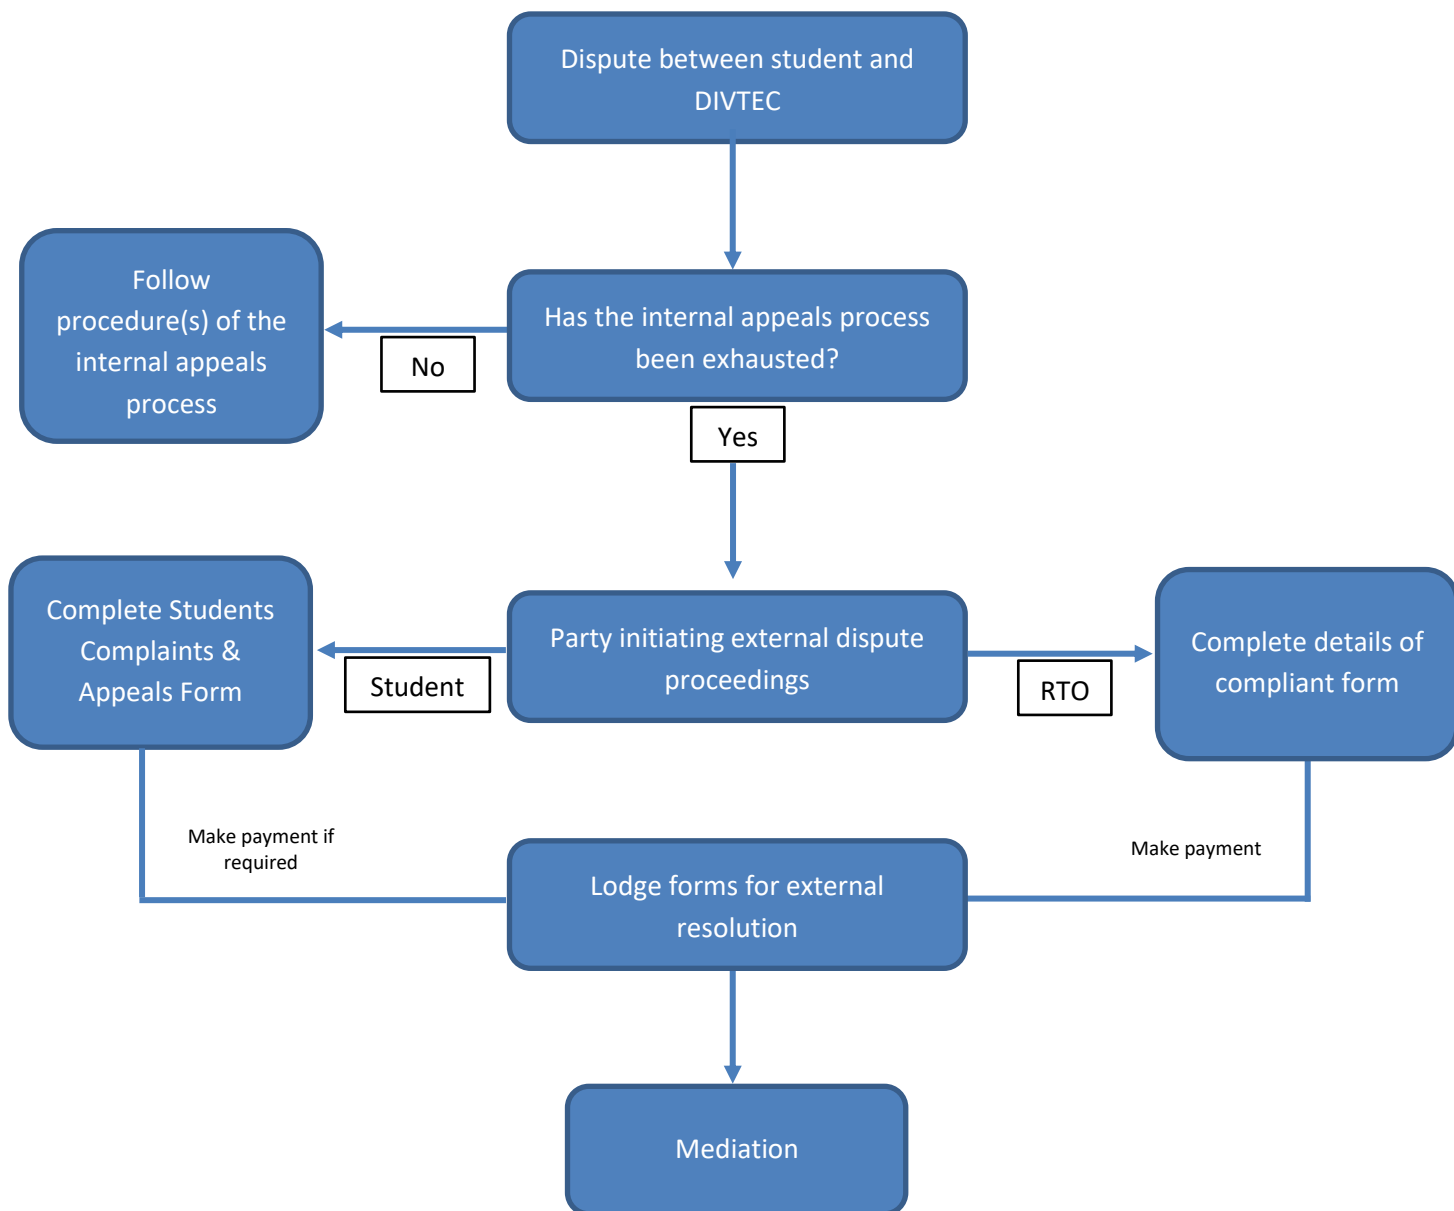 Dispute between student and
DIVTEC
Follow
procedure(s) of the
internal appeals
process
No
Has the internal appeals process
been exhausted?
Yes
Complete Students
Complaints &
Appeals Form
Student
Party initiating external dispute
proceedings
RTO
Complete details of
compliant form
Make payment if
required
Lodge forms for external
resolution
Make payment
Mediation